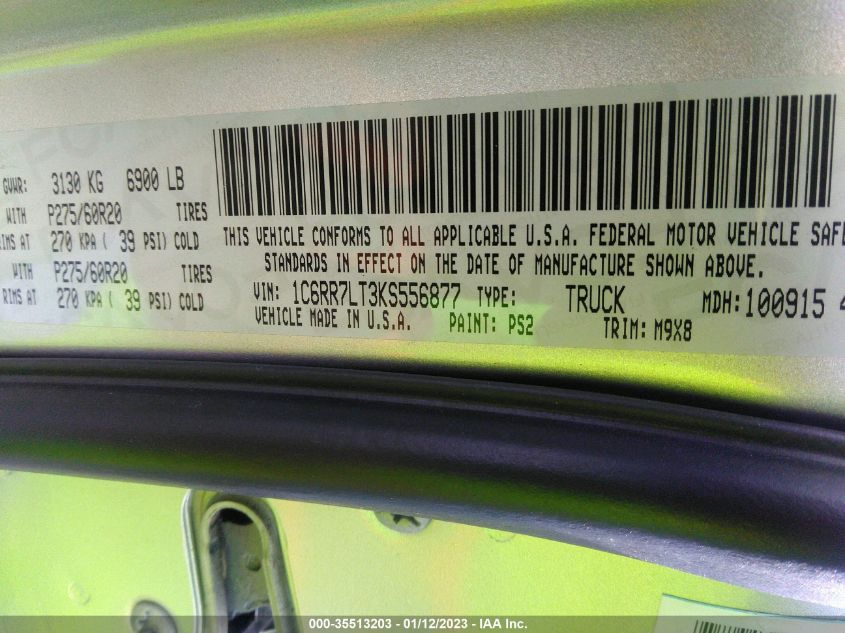 GVWR: 3130 KG 6900 LB
WITH P275/60R20 TIRES
RIMS AT 270 KPA ( 39 PSI) COLD
WITH P275/60R20 TIRES
RIMS AT 270 KPA ( 39 PSI) COLD
THIS VEHICLE CONFORMS TO ALL APPLICABLE U.S.A. FEDERAL MOTOR VEHICLE SAFE
STANDARDS IN EFFECT ON THE DATE OF MANUFACTURE SHOWN ABOVE.
VIN: 1C6RR7LT3KS556877 TYPE: TRUCK MDH: 100915 4
VEHICLE MADE IN U.S.A. PAINT: PS2 TRIM: M9X8
000-35513203 - 01/12/2023 - IAA Inc.